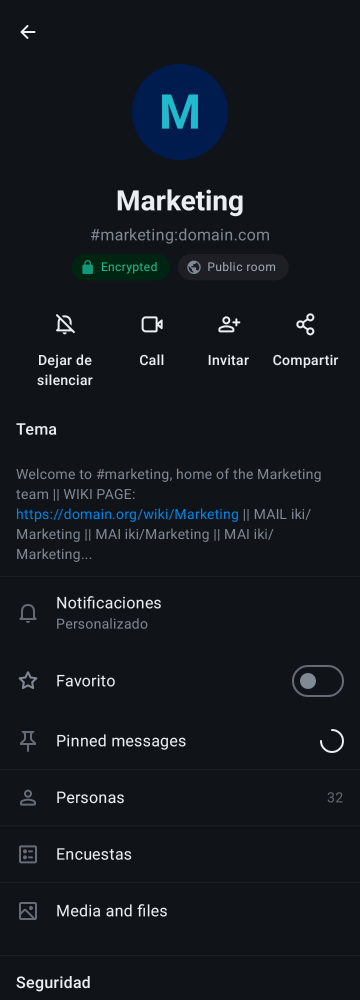 M
Marketing
#marketing:domain.com
Encrypted
Public room
Dejar de
silenciar
Call
Invitar
Compartir
Tema
Welcome to #marketing, home of the Marketing
team || WIKI PAGE:
https://domain.org/wiki/Marketing || MAIL iki/
Marketing || MAI iki/Marketing || MAI iki/
Marketing...
Notificaciones
Personalizado
Favorito
Pinned messages
Personas 32
Encuestas
Media and files
Seguridad